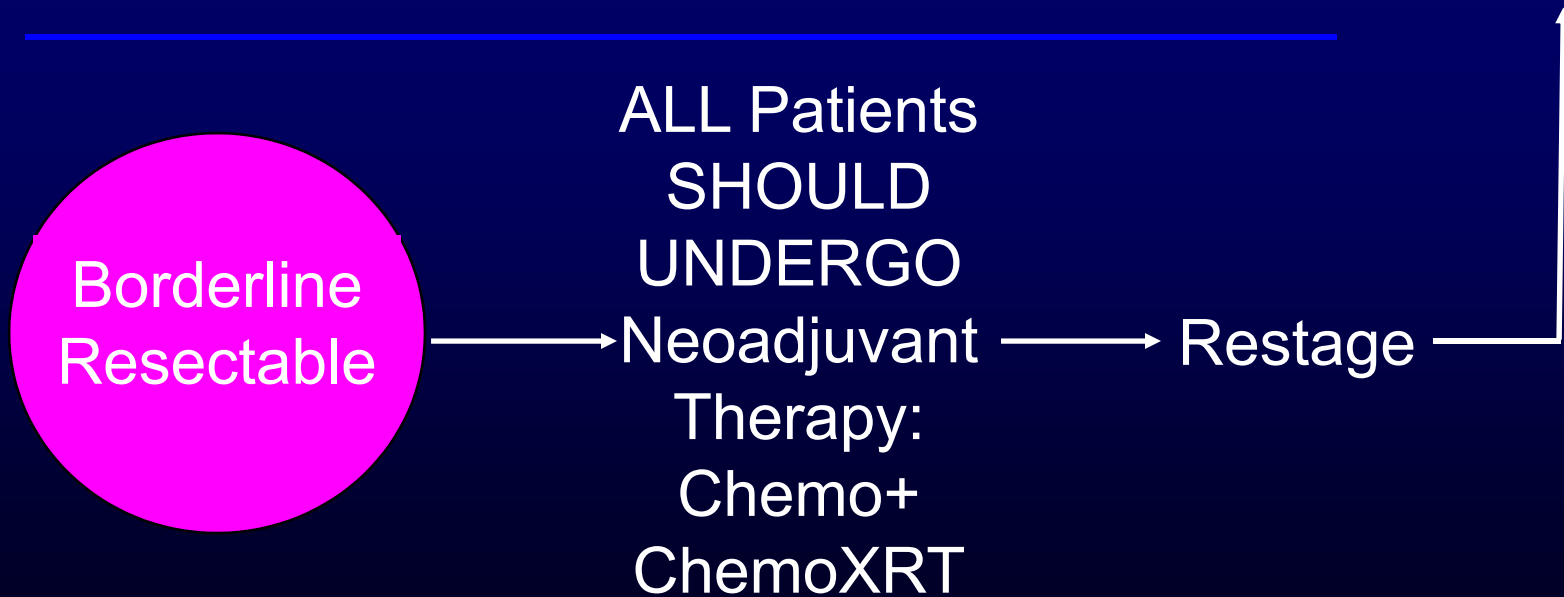 Borderline
Resectable
ALL Patients
SHOULD
UNDERGO
Neoadjuvant
Therapy:
Chemo+
ChemoXRT
Restage